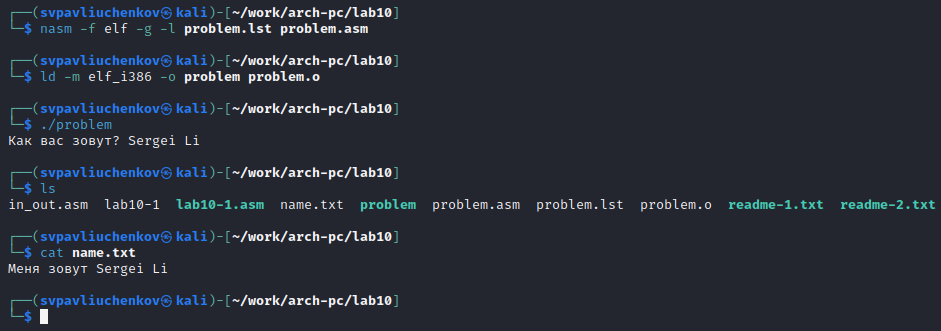 ┌──(svpavliuchenkov㉿kali)-[~/work/arch-pc/lab10]
└─$ nasm -f elf -g -l problem.lst problem.asm
┌──(svpavliuchenkov㉿kali)-[~/work/arch-pc/lab10]
└─$ ld -m elf_i386 -o problem problem.o
┌──(svpavliuchenkov㉿kali)-[~/work/arch-pc/lab10]
└─$ ./problem
Как вас зовут? Sergei Li
┌──(svpavliuchenkov㉿kali)-[~/work/arch-pc/lab10]
└─$ ls
in_out.asm  lab10-1  lab10-1.asm  name.txt  problem  problem.asm  problem.lst  problem.o  readme-1.txt  readme-2.txt
┌──(svpavliuchenkov㉿kali)-[~/work/arch-pc/lab10]
└─$ cat name.txt
Меня зовут Sergei Li
┌──(svpavliuchenkov㉿kali)-[~/work/arch-pc/lab10]
└─$